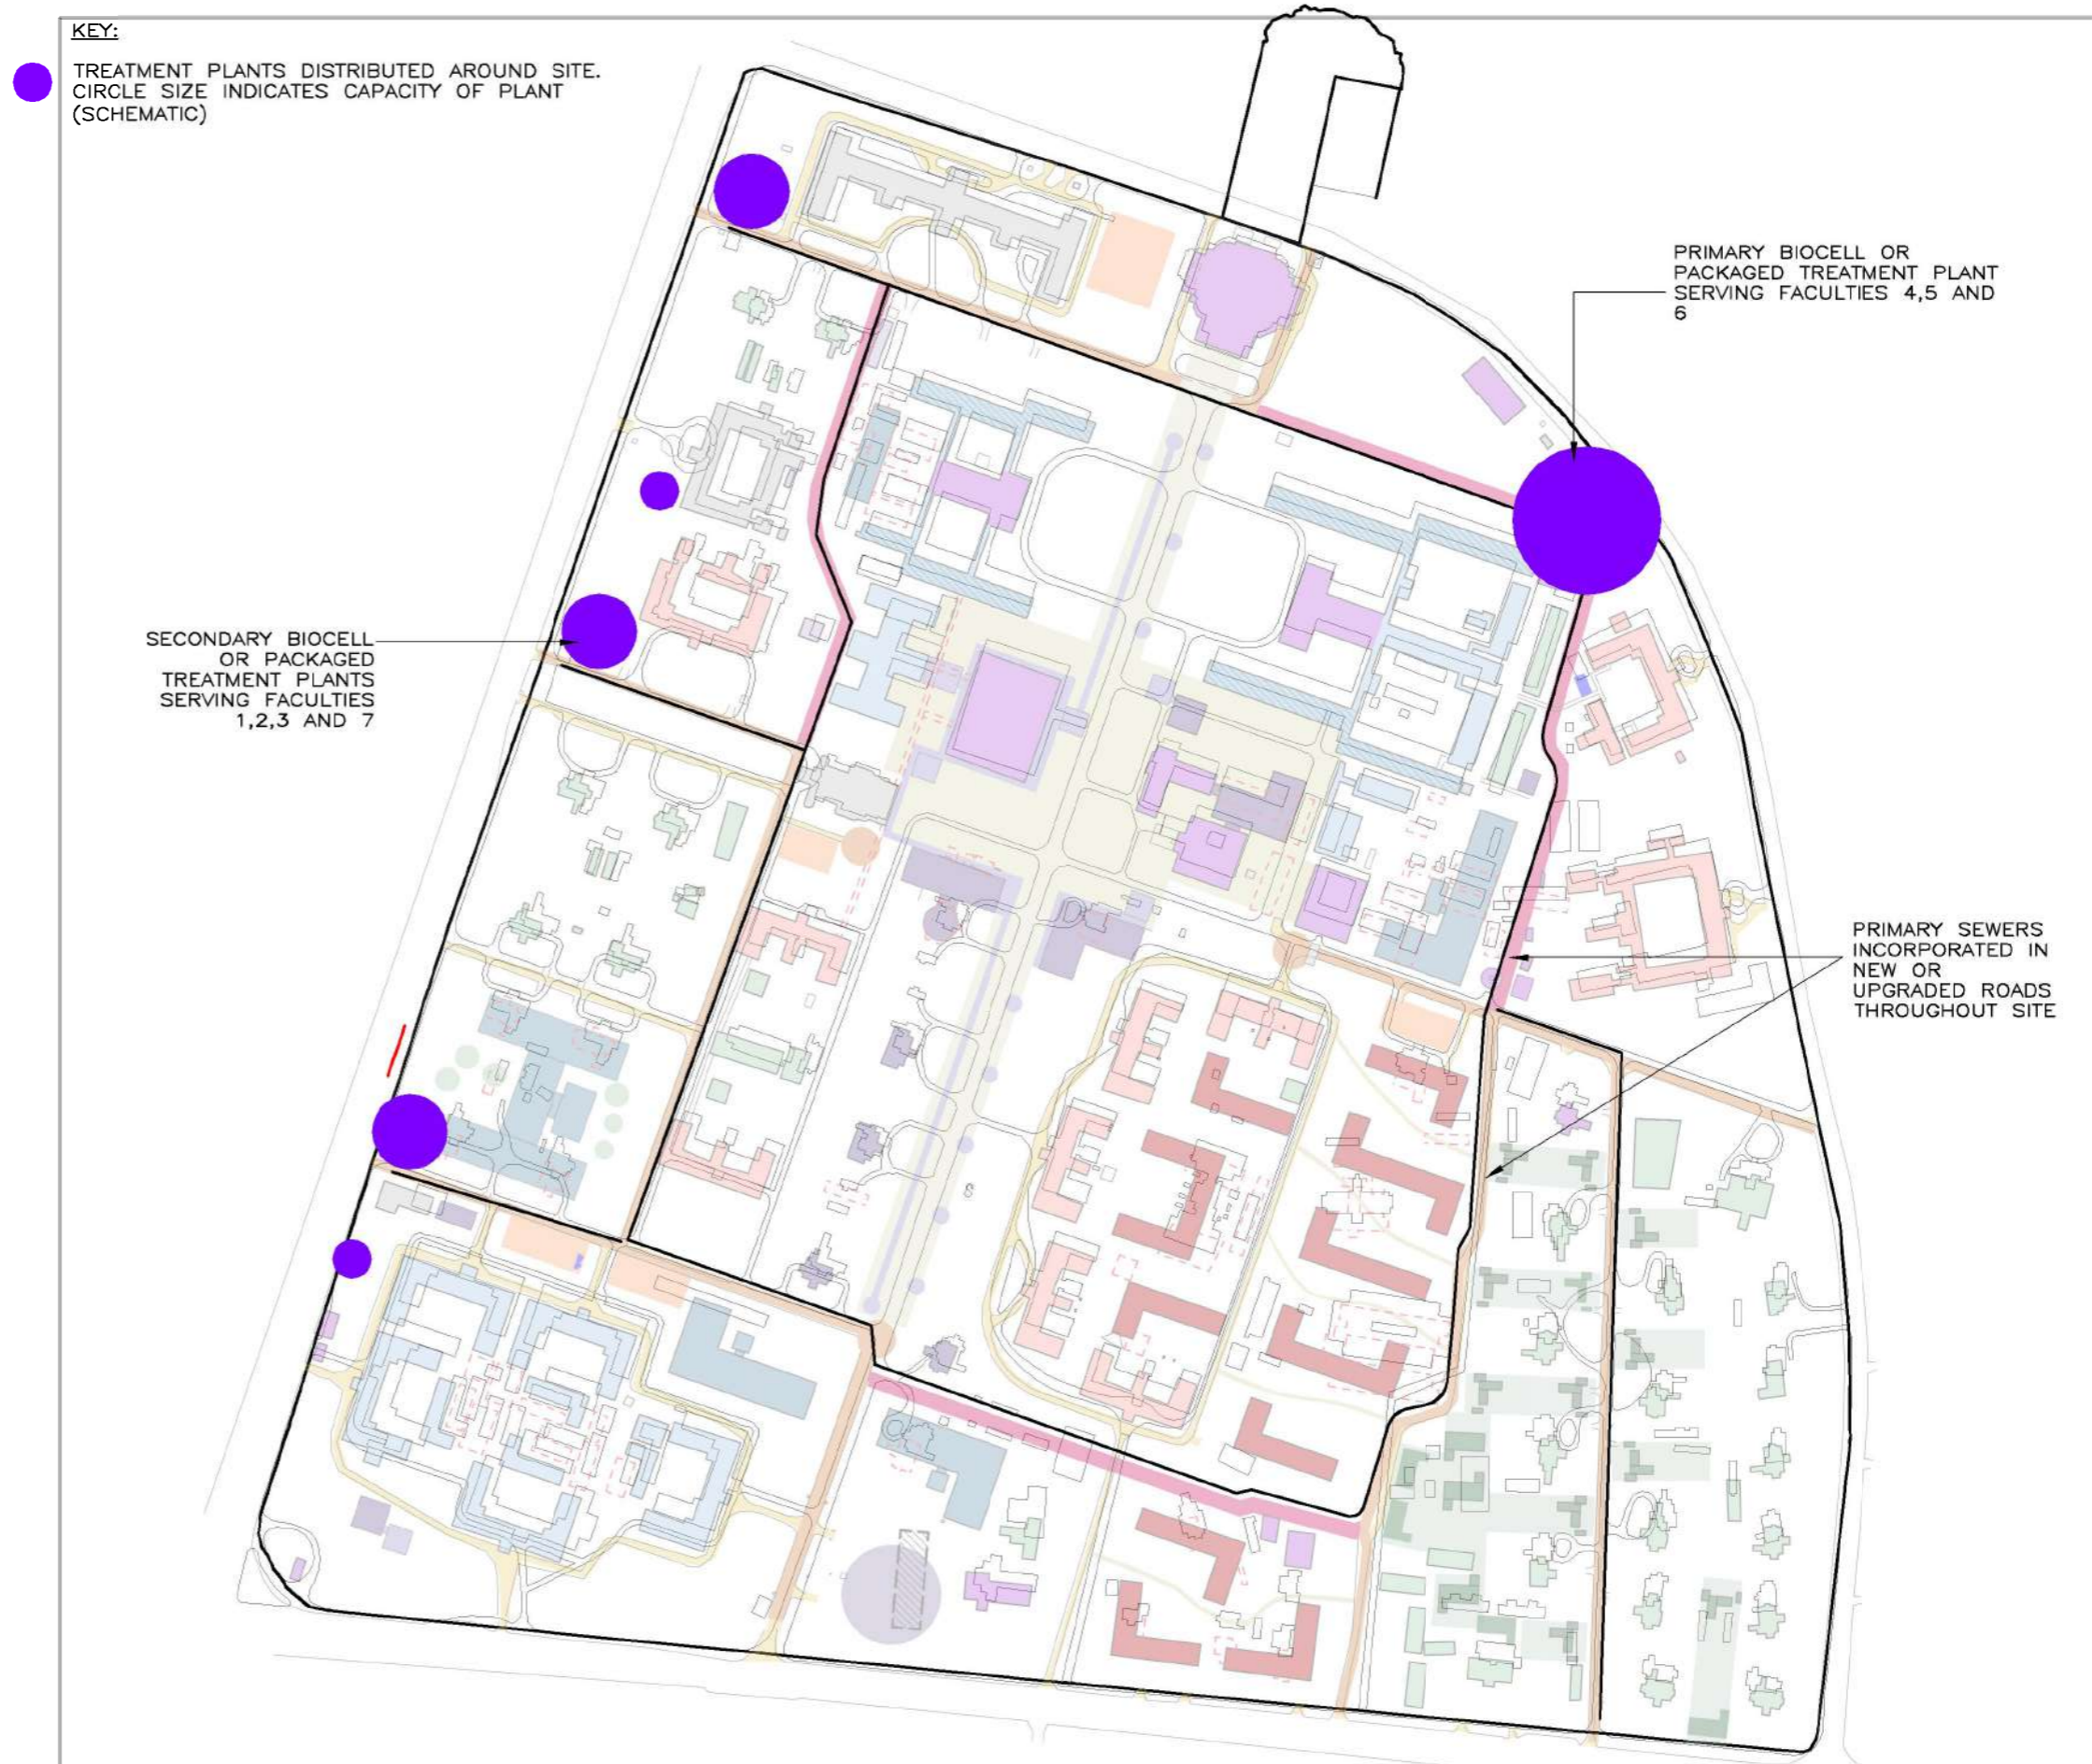 KEY:
TREATMENT PLANTS DISTRIBUTED AROUND SITE.
CIRCLE SIZE INDICATES CAPACITY OF PLANT
(SCHEMATIC)
PRIMARY BIOCELL OR
PACKAGED TREATMENT PLANT
SERVING FACULTIES 4,5 AND
6
SECONDARY BIOCELL
OR PACKAGED
TREATMENT PLANTS
SERVING FACULTIES
1,2,3 AND 7
PRIMARY SEWERS
INCORPORATED IN
NEW OR
UPGRADED ROADS
THROUGHOUT SITE